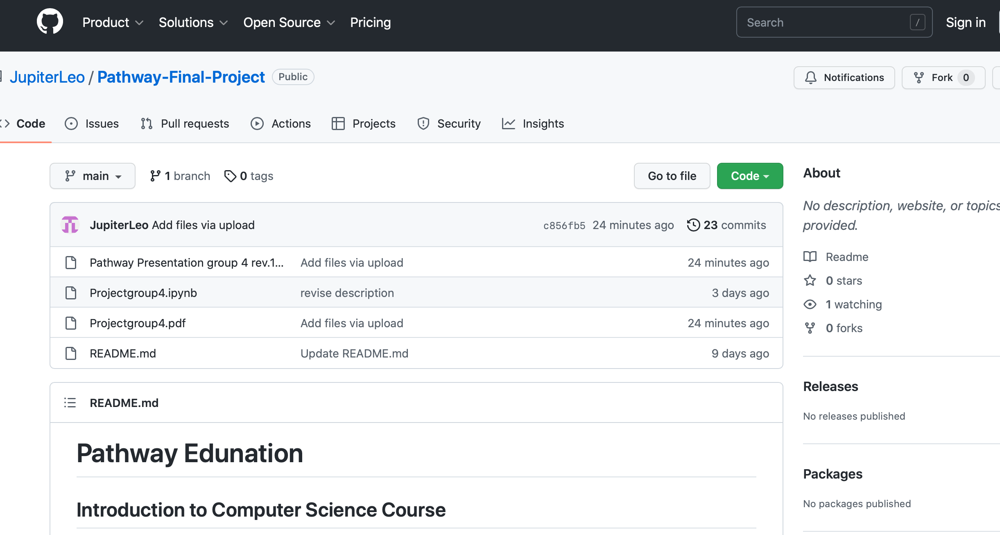 Product Solutions Open Source Pricing Search / Sign in
JupiterLeo / Pathway-Final-Project Public Notifications Fork 0
Code Issues Pull requests Actions Projects Security Insights
main 1 branch 0 tags Go to file Code
JupiterLeo Add files via upload c856fb5 24 minutes ago 23 commits
Pathway Presentation group 4 rev.1... Add files via upload 24 minutes ago
Projectgroup4.ipynb revise description 3 days ago
Projectgroup4.pdf Add files via upload 24 minutes ago
README.md Update README.md 9 days ago
README.md
Pathway Edunation
Introduction to Computer Science Course
About
No description, website, or topics
provided.
Readme
0 stars
1 watching
0 forks
Releases
No releases published
Packages
No packages published